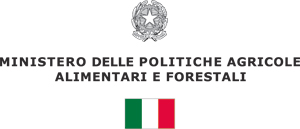 MINISTERO DELLE POLITICHE AGRICOLE
ALIMENTARI E FORESTALI